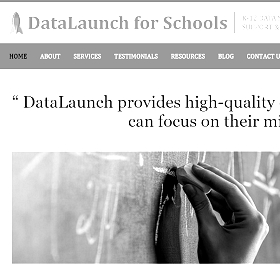 DataLaunch for Schools
HOME ABOUT SERVICES TESTIMONIALS RESOURCES BLOG CONTACT U
“ DataLaunch provides high-quality
can focus on their mi